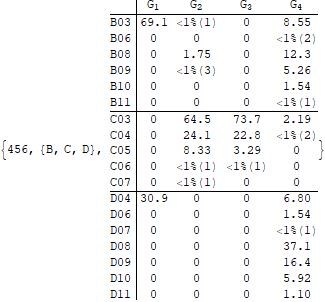 G1 G2 G3 G4
B03 69.1 <1%(1) 0 8.55
B06 0 0 0 <1%(2)
B08 0 1.75 0 12.3
B09 0 <1%(3) 0 5.26
B10 0 0 0 1.54
B11 0 0 0 <1%(1)
C03 0 64.5 73.7 2.19
C04 0 24.1 22.8 <1%(2)
{456, {B, C, D}, C05 0 8.33 3.29 0 }
C06 0 <1%(1) <1%(1) 0
C07 0 <1%(1) 0 0
D04 30.9 0 0 6.80
D06 0 0 0 1.54
D07 0 0 0 <1%(1)
D08 0 0 0 37.1
D09 0 0 0 16.4
D10 0 0 0 5.92
D11 0 0 0 1.10